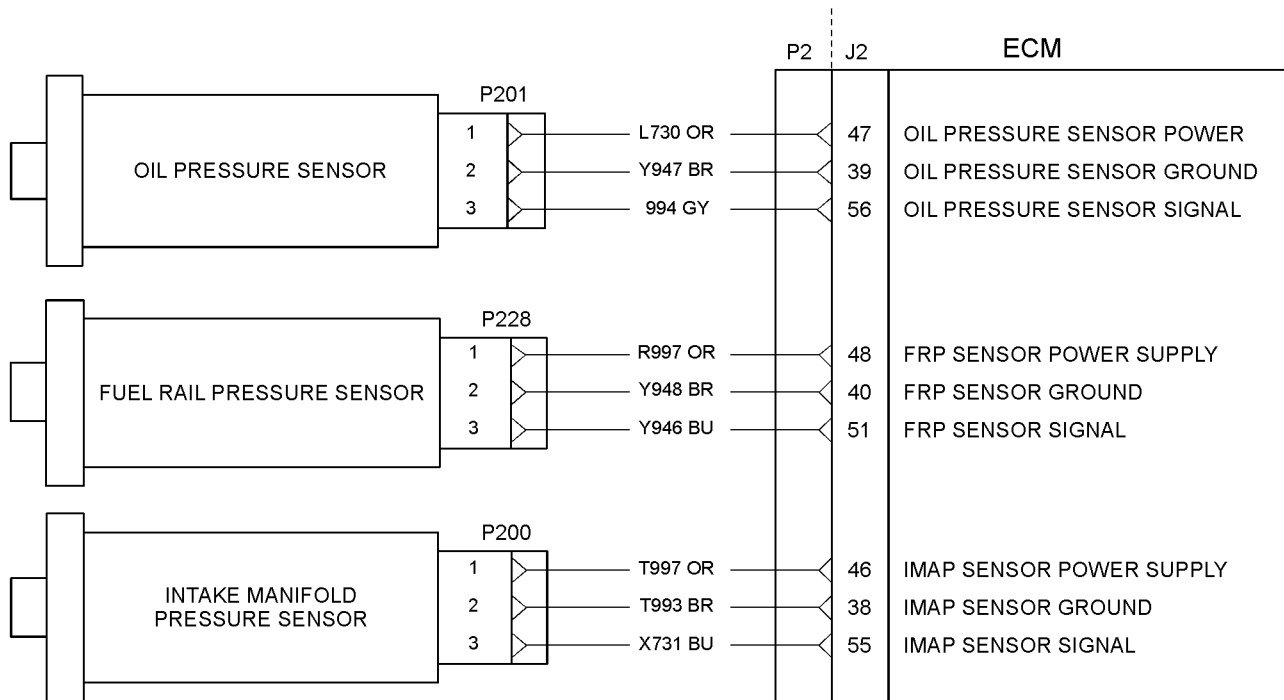 P2 J2 ECM
P201
OIL PRESSURE SENSOR
1 L730 OR 47 OIL PRESSURE SENSOR POWER
2 Y947 BR 39 OIL PRESSURE SENSOR GROUND
3 994 GY 56 OIL PRESSURE SENSOR SIGNAL
P228
FUEL RAIL PRESSURE SENSOR
1 R997 OR 48 FRP SENSOR POWER SUPPLY
2 Y948 BR 40 FRP SENSOR GROUND
3 Y946 BU 51 FRP SENSOR SIGNAL
P200
INTAKE MANIFOLD
PRESSURE SENSOR
1 T997 OR 46 IMAP SENSOR POWER SUPPLY
2 T993 BR 38 IMAP SENSOR GROUND
3 X731 BU 55 IMAP SENSOR SIGNAL